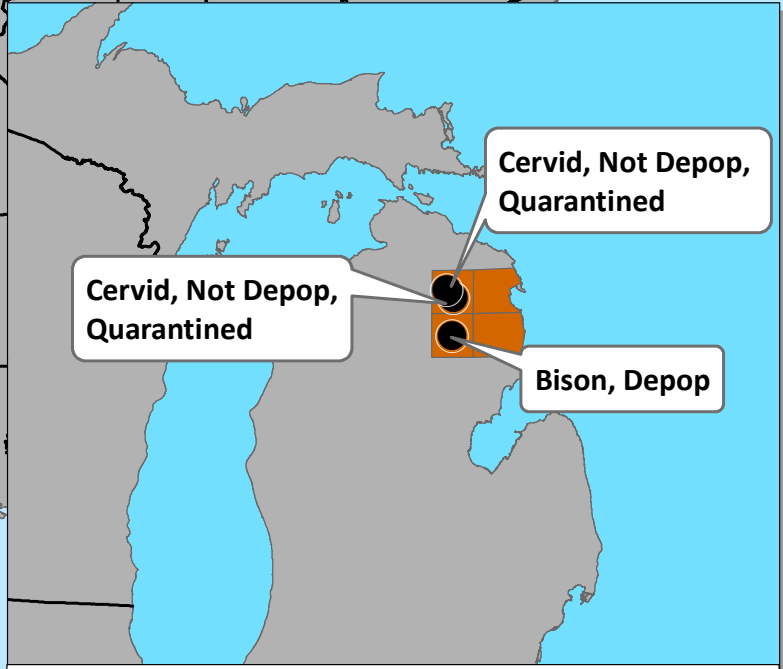 Cervid, Not Depop,
Quarantined
Cervid, Not Depop,
Quarantined
Bison, Depop